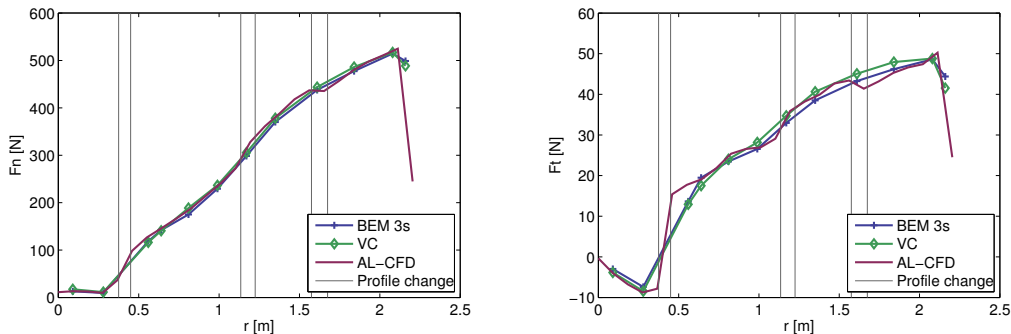 600
500
400
300
200
100
0
Fn [N]
0
0.5
1
1.5
2
2.5
r [m]
BEM 3s
VC
AL−CFD
Profile change
60
50
40
30
20
10
0
−10
Ft [N]
0
0.5
1
1.5
2
2.5
r [m]
BEM 3s
VC
AL−CFD
Profile change